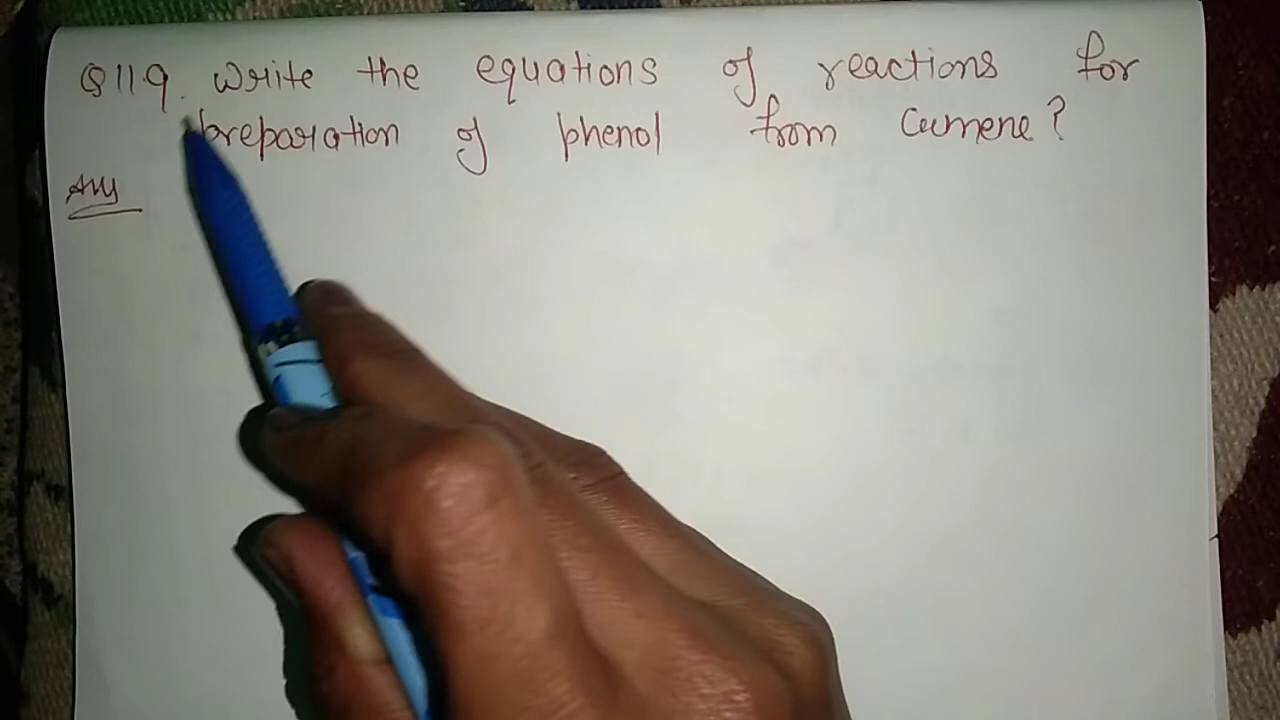 Q119. Write the equations of reactions for
preparation of phenol from Cumene?
Ans